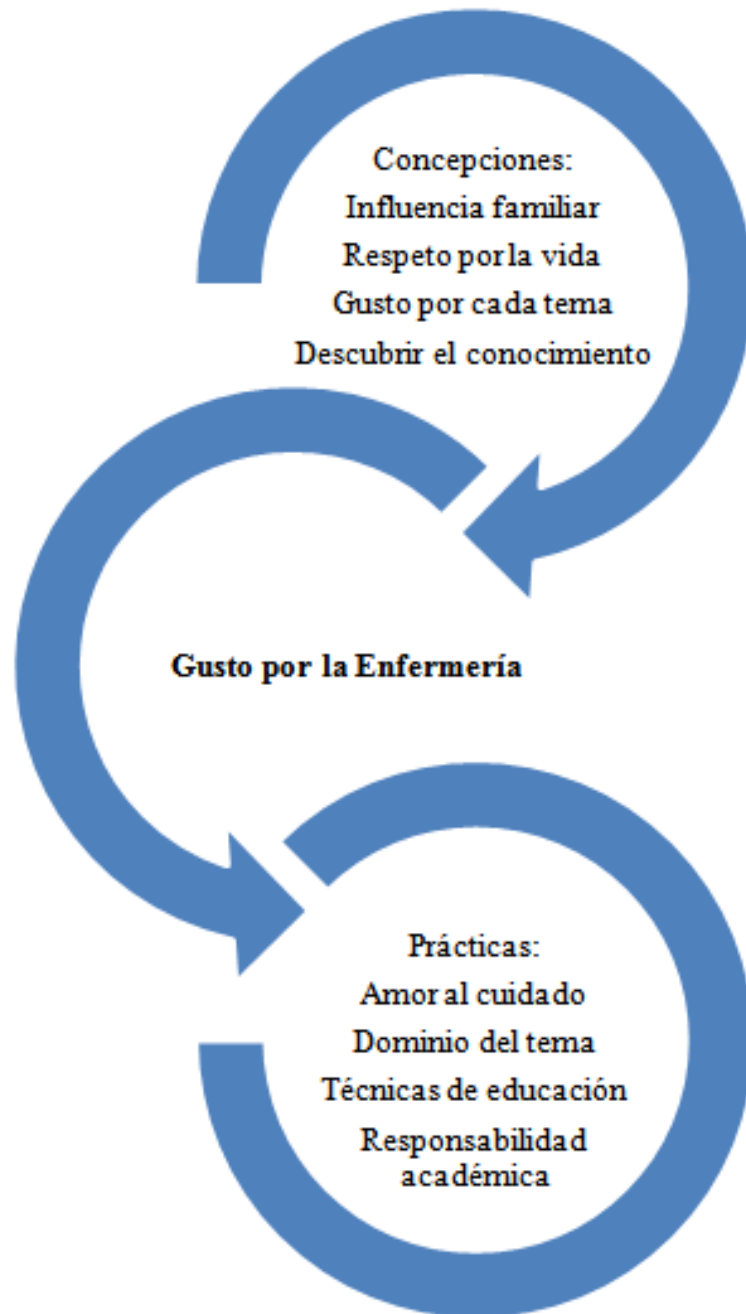 Concepciones:
Influencia familiar
Respeto por la vida
Gusto por cada tema
Descubrir el conocimiento
Gusto por la Enfermería
Prácticas:
Amor al cuidado
Dominio del tema
Técnicas de educación
Responsabilidad
académica